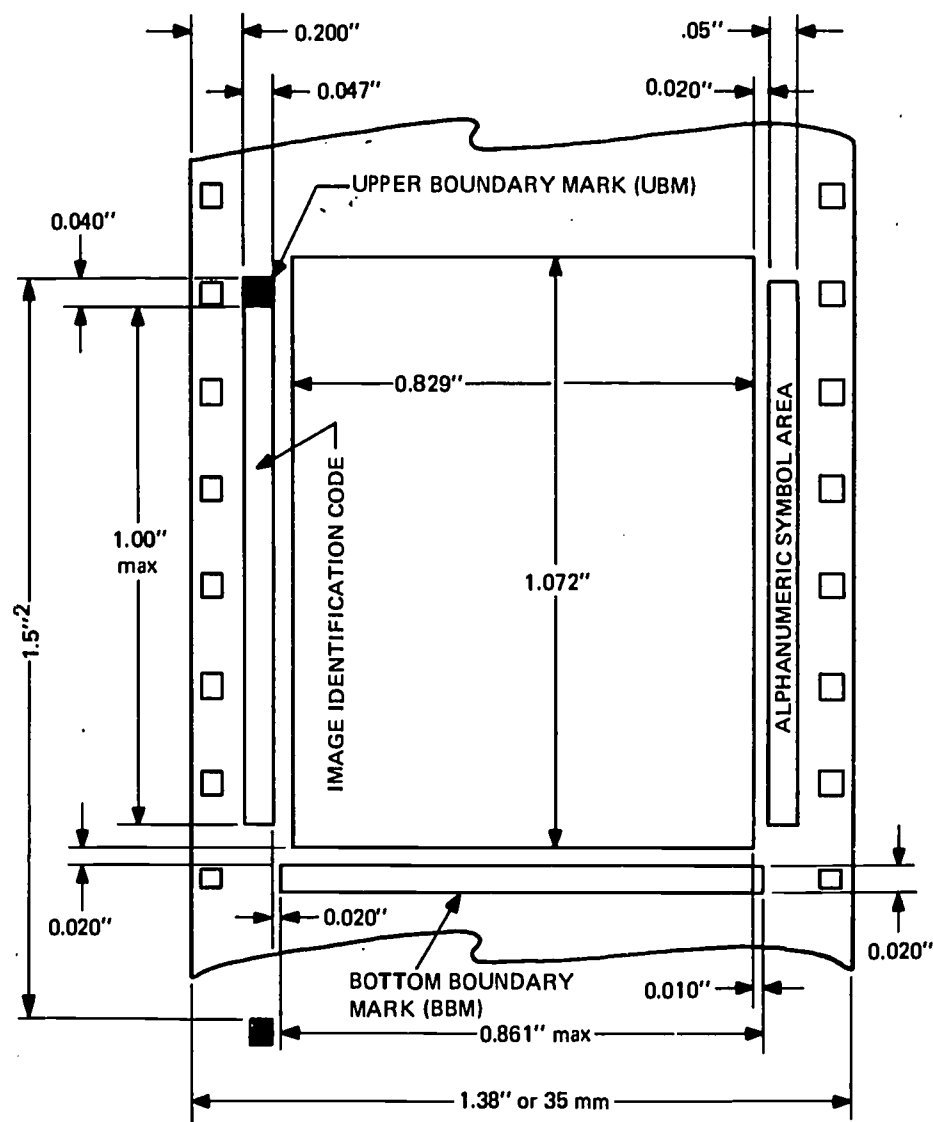 0.200"
.05"
0.047"
0.020"
UPPER BOUNDARY MARK (UBM)
0.040"
0.829"
1.00"
max
1.072"
1.5"2
IMAGE IDENTIFICATION CODE
ALPHANUMERIC SYMBOL AREA
0.020"
0.020"
0.020"
BOTTOM BOUNDARY
MARK (BBM)
0.010"
0.861" max
1.38" or 35 mm